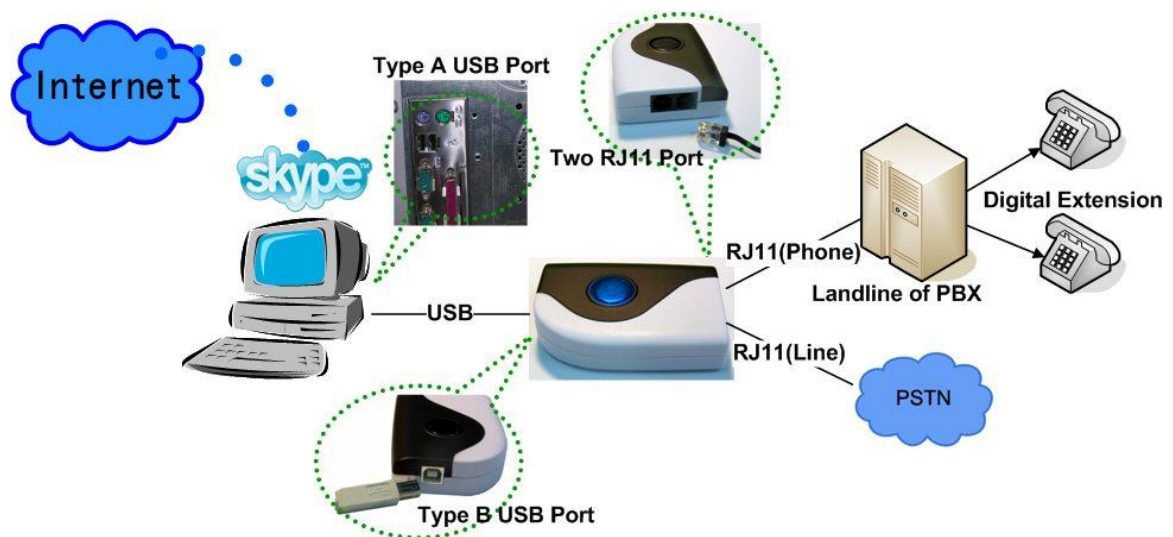 Internet
Type A USB Port
skype™
Two RJ11 Port
Digital Extension
RJ11(Phone)
Landline of PBX
USB
RJ11(Line)
PSTN
Type B USB Port